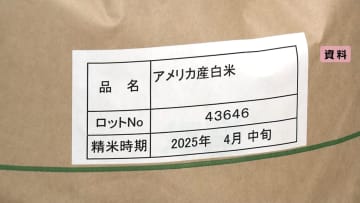 資料
品 名 アメリカ産白米
ロットNo 43646
精米時期 2025年 4月 中旬